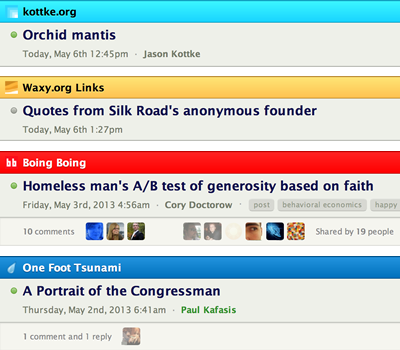 kottke.org
Orchid mantis
Today, May 6th 12:45pm · Jason Kottke
Waxy.org Links
Quotes from Silk Road's anonymous founder
Today, May 6th 1:27pm
bb Boing Boing
Homeless man's A/B test of generosity based on faith
Friday, May 3rd, 2013 4:56am · Cory Doctorow · post behavioral economics happy
10 comments Shared by 19 people
One Foot Tsunami
A Portrait of the Congressman
Thursday, May 2nd, 2013 6:41am · Paul Kafasis
1 comment and 1 reply